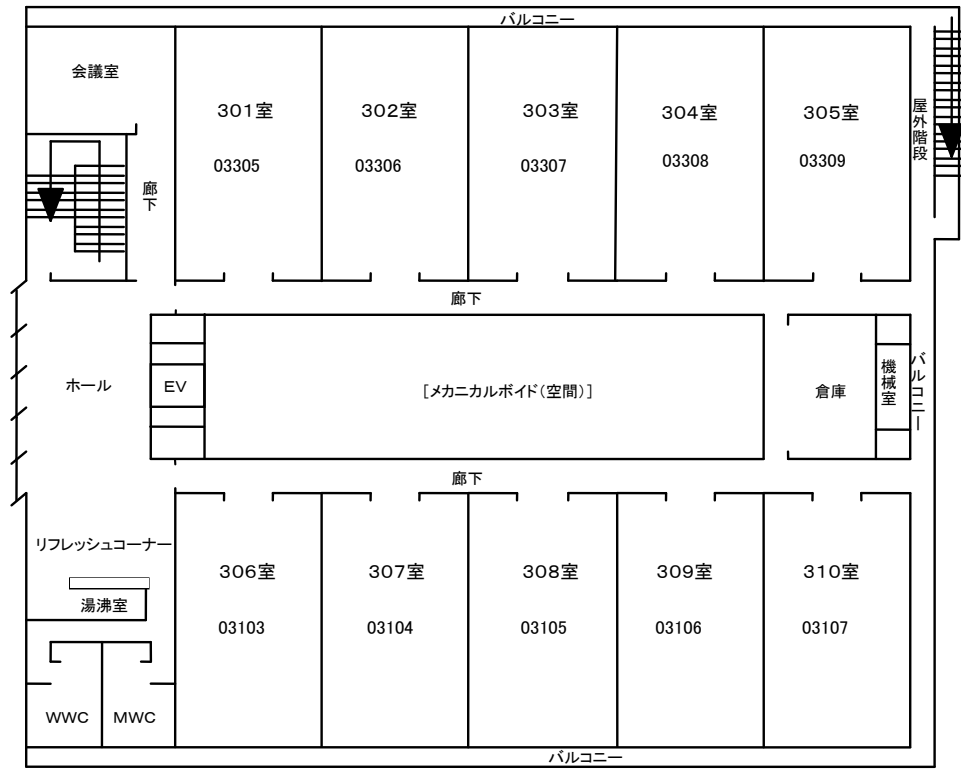 バルコニー
会議室
301室
302室
303室
304室
305室
03305
03306
03307
03308
03309
屋外階段
廊下
廊下
ホール
EV
[メカニカルボイド(空間)]
倉庫
機械室
バルコニー
廊下
リフレッシュコーナー
湯沸室
306室
307室
308室
309室
310室
03103
03104
03105
03106
03107
WWC
MWC
バルコニー